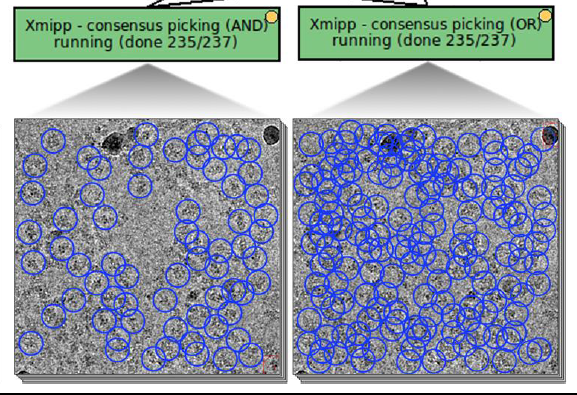 Xmipp - consensus picking (AND)
running (done 235/237)
Xmipp - consensus picking (OR)
running (done 235/237)